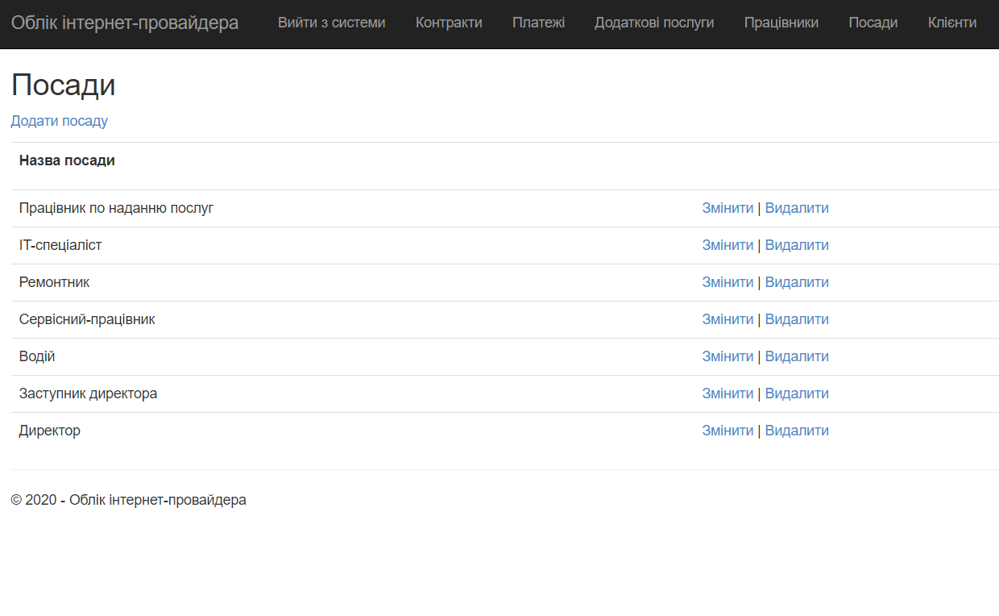 Облік інтернет-провайдера Вийти з системи Контракти Платежі Додаткові послуги Працівники Посади Клієнти
Посади
Додати посаду
Назва посади
Працівник по наданню послуг Змінити | Видалити
ІТ-спеціаліст Змінити | Видалити
Ремонтник Змінити | Видалити
Сервісний-працівник Змінити | Видалити
Водій Змінити | Видалити
Заступник директора Змінити | Видалити
Директор Змінити | Видалити
© 2020 - Облік інтернет-провайдера